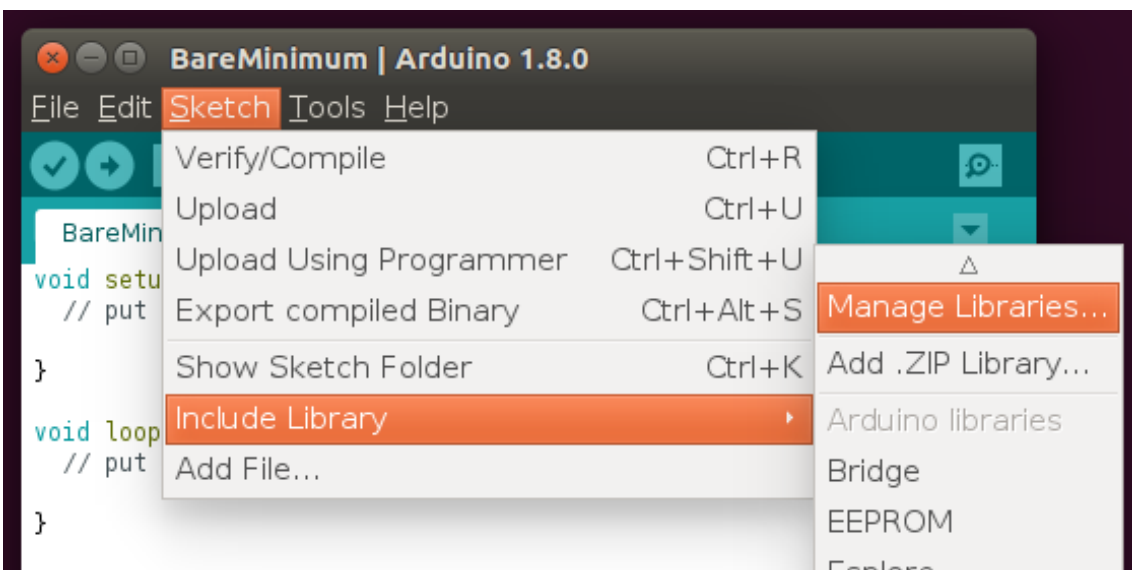 BareMinimum | Arduino 1.8.0
File Edit Sketch Tools Help
Verify/Compile Ctrl+R
Upload Ctrl+U
BareMin
Upload Using Programmer Ctrl+Shift+U
void setu
// put
Export compiled Binary Ctrl+Alt+S
Manage Libraries...
}
Show Sketch Folder Ctrl+K
Add .ZIP Library...
void loop
// put
Include Library
Arduino libraries
Add File...
Bridge
}
EEPROM